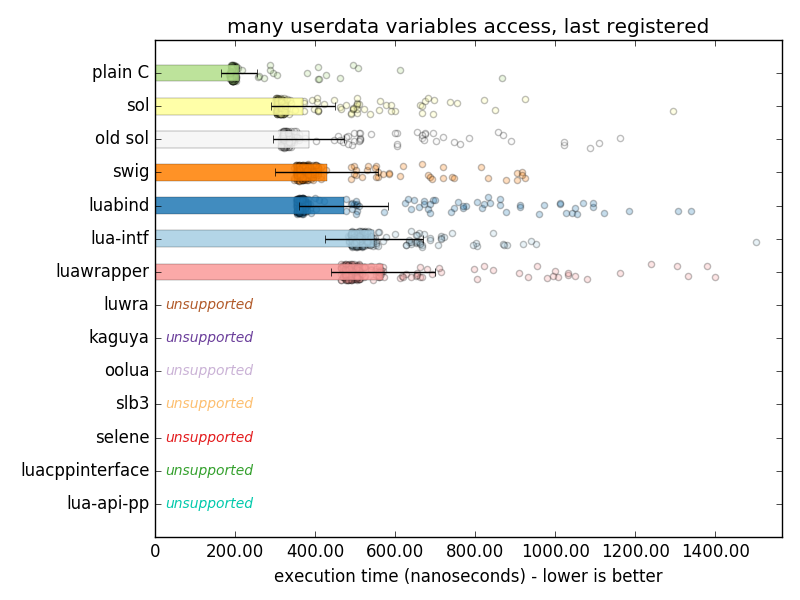 many userdata variables access, last registered
plain C
sol
old sol
swig
luabind
lua-intf
luawrapper
luwra unsupported
kaguya unsupported
oolua unsupported
slb3 unsupported
selene unsupported
luacppinterface unsupported
lua-api-pp unsupported
0 200.00 400.00 600.00 800.00 1000.00 1200.00 1400.00
execution time (nanoseconds) - lower is better